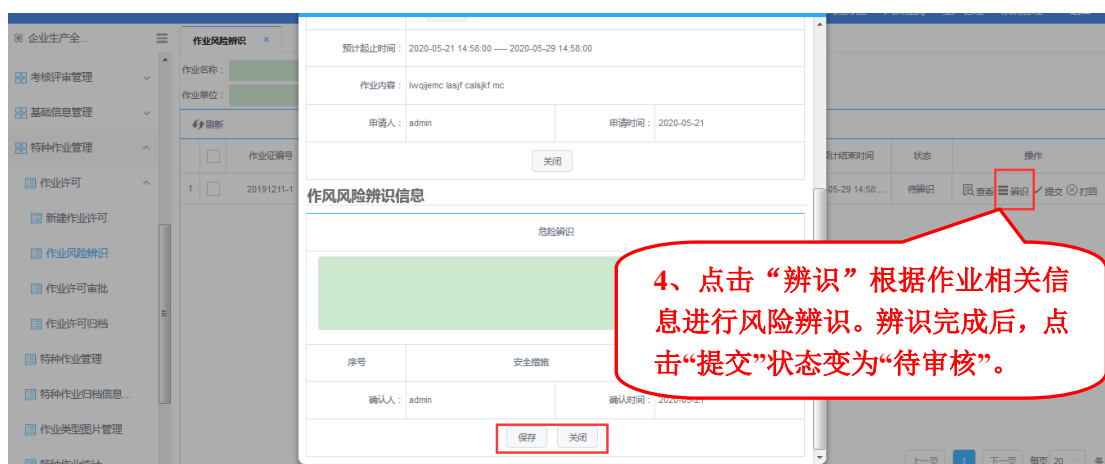 企业生产全...
考核评审管理
基础信息管理
特种作业管理
作业许可
新建作业许可
作业风险辨识
作业许可审批
作业许可归档
特种作业管理
特种作业归档信息...
作业类型图片管理
特种作业统计
作业风险辨识 ×
作业名称：
作业单位：
刷新
作业证编号
预计结束时间 状态 操作
1 20191211-1
-05-29 14:58:... 待辨识 查看 辨识 提交 打回
预计起止时间： 2020-05-21 14:58:00 ---- 2020-05-29 14:58:00
作业内容： lwqijemc lasjf calsjkf mc
申请人： admin 申请时间： 2020-05-21
关闭
作风风险辨识信息
危险辨识
序号 安全措施
确认人： admin 确认时间： 2020-05-21
保存 关闭
4、点击“辨识”根据作业相关信
息进行风险辨识。辨识完成后，点
击“提交”状态变为“待审核”。
上一页 1 下一页 每页 20 条